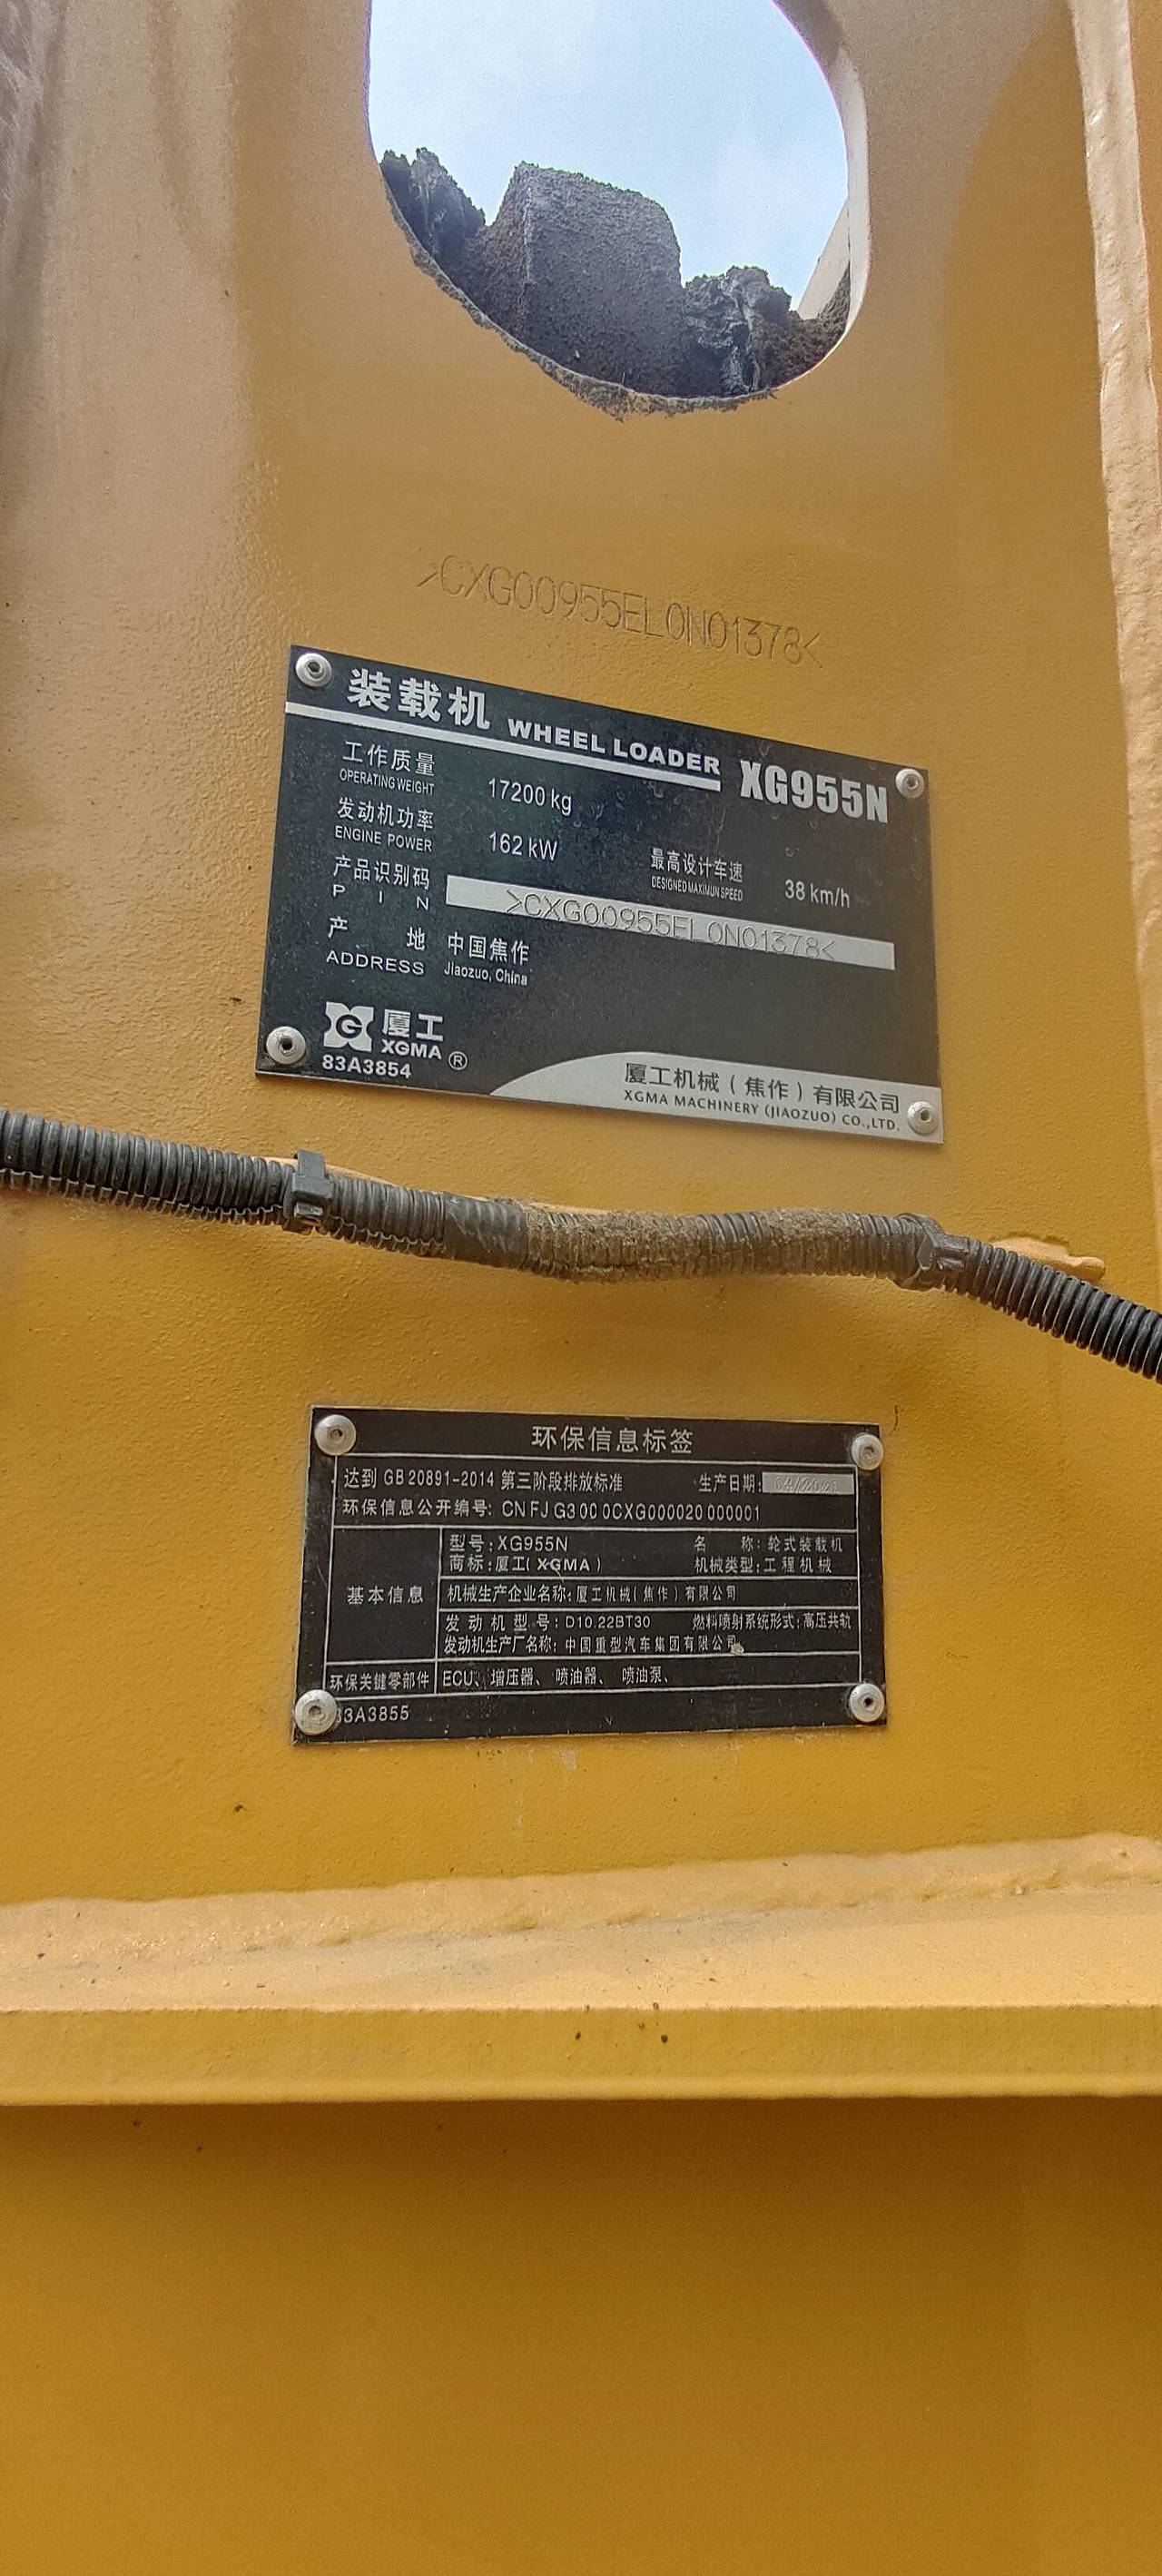 >CXG00955EL0N01378<
装载机 WHEEL LOADER XG955N
工作质量 17200 kg
OPERATING WEIGHT
发动机功率 162 kW 最高设计车速 38 km/h
ENGINE POWER DESIGNED MAXIMUN SPEED
产品识别码 >CXG00955EL0N01378<
P I N
产 地 中国焦作
ADDRESS Jiaozuo, China
G 厦工
XGMA ®
83A3854
厦工机械(焦作)有限公司
XGMA MACHINERY (JIAOZUO) CO.,LTD.
环保信息标签
达到 GB 20891-2014 第三阶段排放标准 生产日期: 04/2021
环保信息公开编号: CN FJ G3 00 0CXG000020 000001
基本信息
型号: XG955N 名 称: 轮式装载机
商标: 厦工( XGMA ) 机械类型: 工程机械
机械生产企业名称: 厦工机械(焦作)有限公司
发动机型号: D10.22BT30 燃料喷射系统形式: 高压共轨
发动机生产厂名称: 中国重型汽车集团有限公司
环保关键零部件 ECU、增压器、喷油器、喷油泵、
83A3855